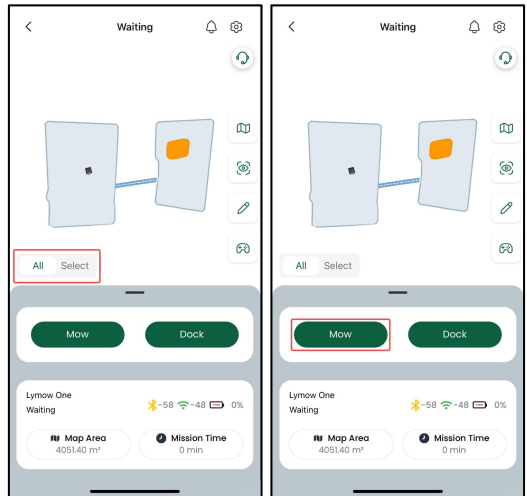 Waiting
All Select
Mow Dock
Lymow One
Waiting
-58 -48 0%
Map Area Mission Time
4051.40 m² 0 min
Waiting
All Select
Mow Dock
Lymow One
Waiting
-58 -48 0%
Map Area Mission Time
4051.40 m² 0 min